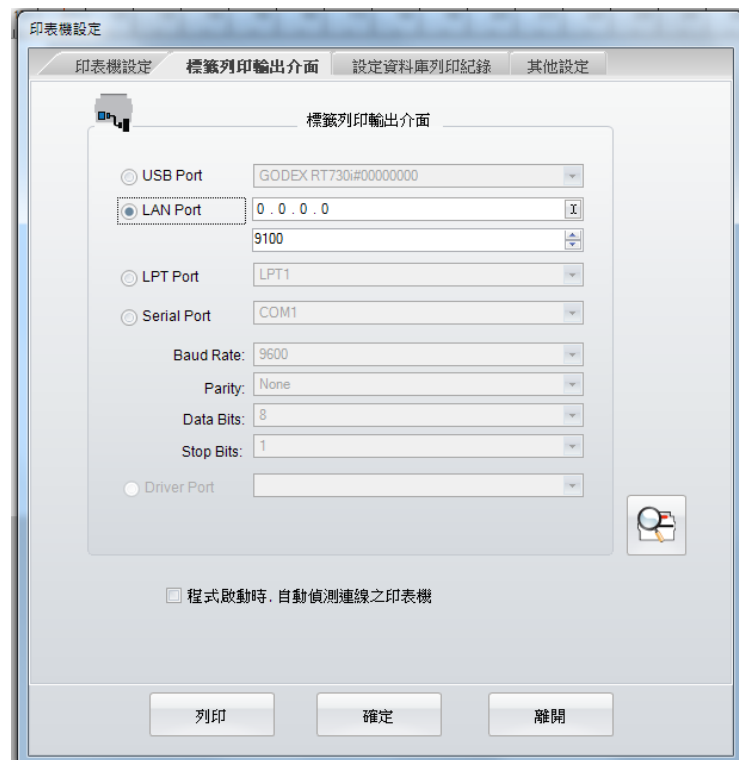 印表機設定
印表機設定 標籤列印輸出介面 設定資料庫列印紀錄 其他設定
標籤列印輸出介面
USB Port GODEX RT730i#00000000
LAN Port 0 . 0 . 0 . 0
9100
LPT Port LPT1
Serial Port COM1
Baud Rate: 9600
Parity: None
Data Bits: 8
Stop Bits: 1
Driver Port
程式啟動時. 自動偵測連線之印表機
列印 確定 離開